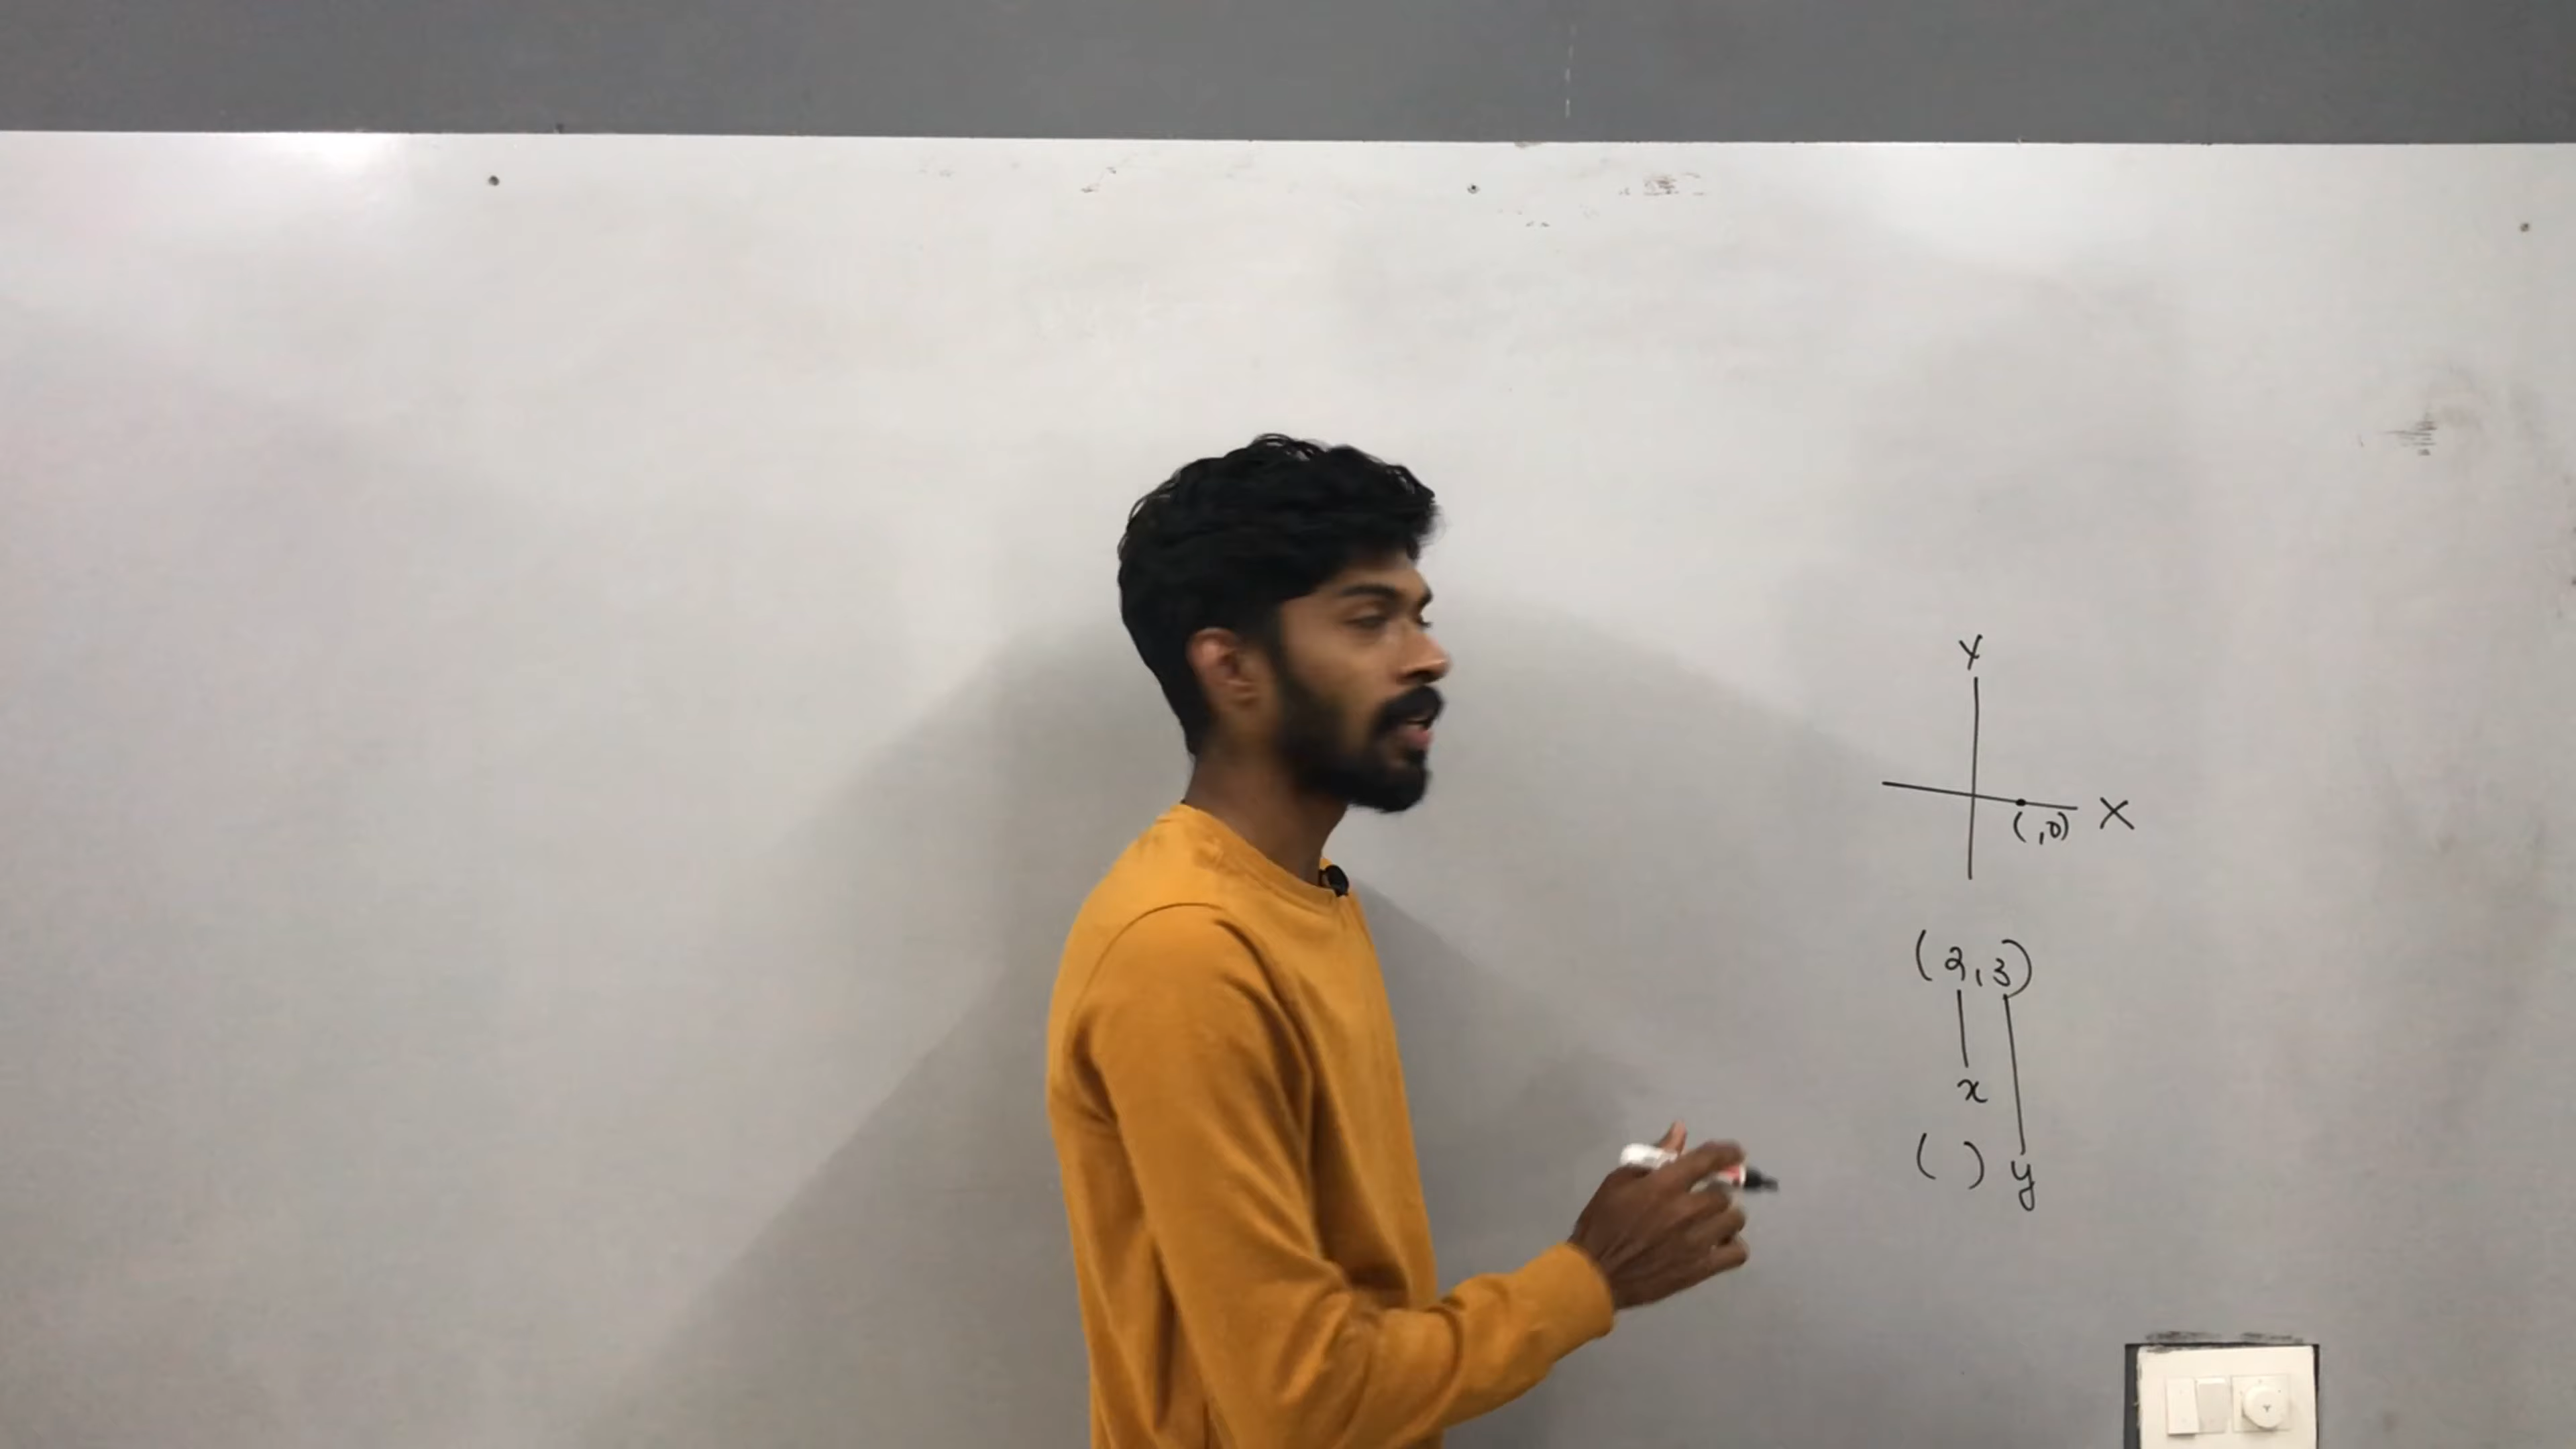 Y
X
( ,0)
(2,3)
x
( ) y